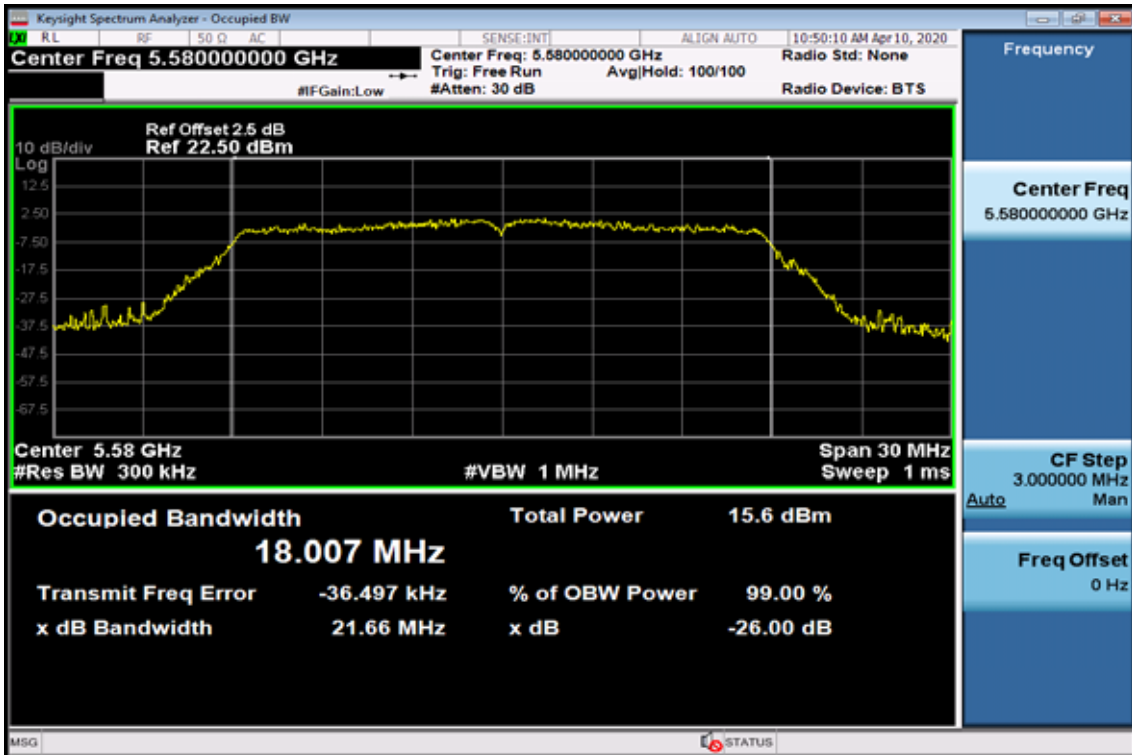 Keysight Spectrum Analyzer - Occupied BW
LXI RL RF 50 Ω AC SENSE:INT ALIGN AUTO 10:50:10 AM Apr 10, 2020
Center Freq 5.580000000 GHz
Center Freq: 5.580000000 GHz
Radio Std: None
Trig: Free Run Avg|Hold: 100/100
#IFGain:Low
#Atten: 30 dB
Radio Device: BTS
Ref Offset 2.5 dB
10 dB/div Ref 22.50 dBm
Log
12.5
2.50
-7.50
-17.5
-27.5
-37.5
-47.5
-57.5
-67.5
Center 5.58 GHz Span 30 MHz
#Res BW 300 kHz #VBW 1 MHz Sweep 1 ms
Occupied Bandwidth Total Power 15.6 dBm
18.007 MHz
Transmit Freq Error -36.497 kHz % of OBW Power 99.00 %
x dB Bandwidth 21.66 MHz x dB -26.00 dB
MSG STATUS
Frequency
Center Freq
5.580000000 GHz
CF Step
3.000000 MHz
Auto Man
Freq Offset
0 Hz